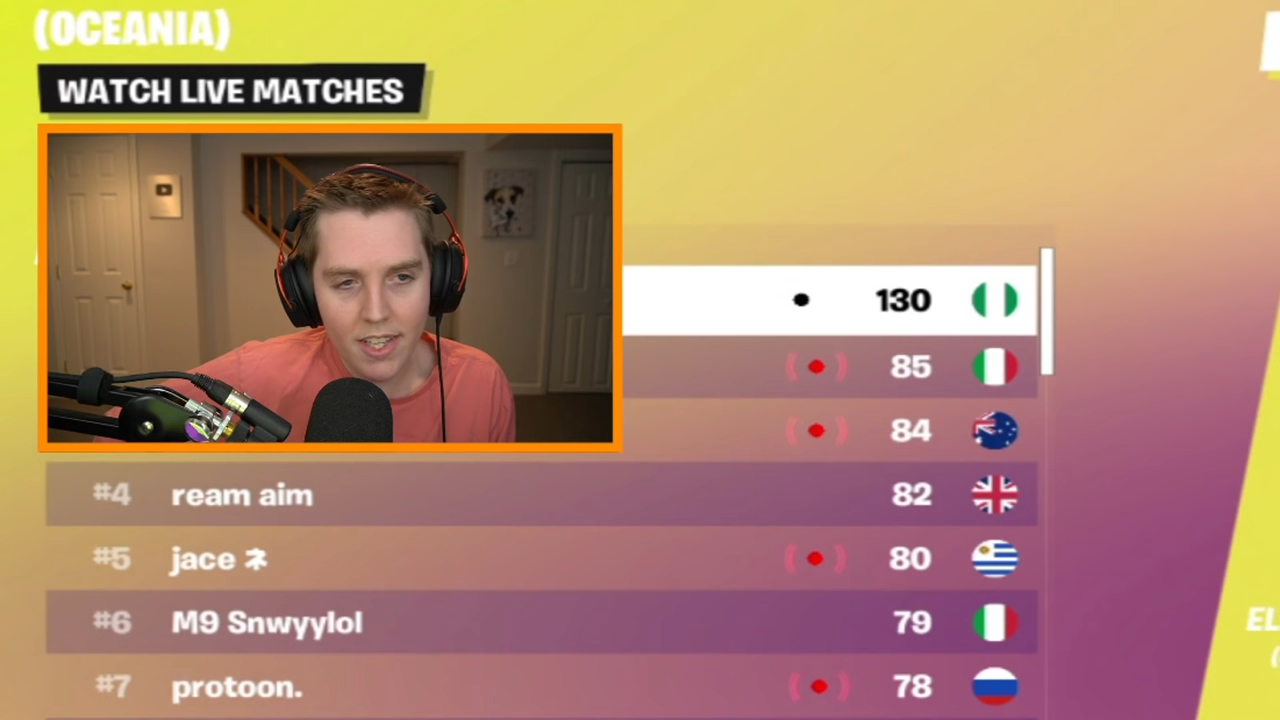 (OCEANIA)
WATCH LIVE MATCHES
130
85
84
#4 ream aim 82
#5 jace ネ 80
#6 M9 Snwyylol 79
#7 protoon. 78
EL